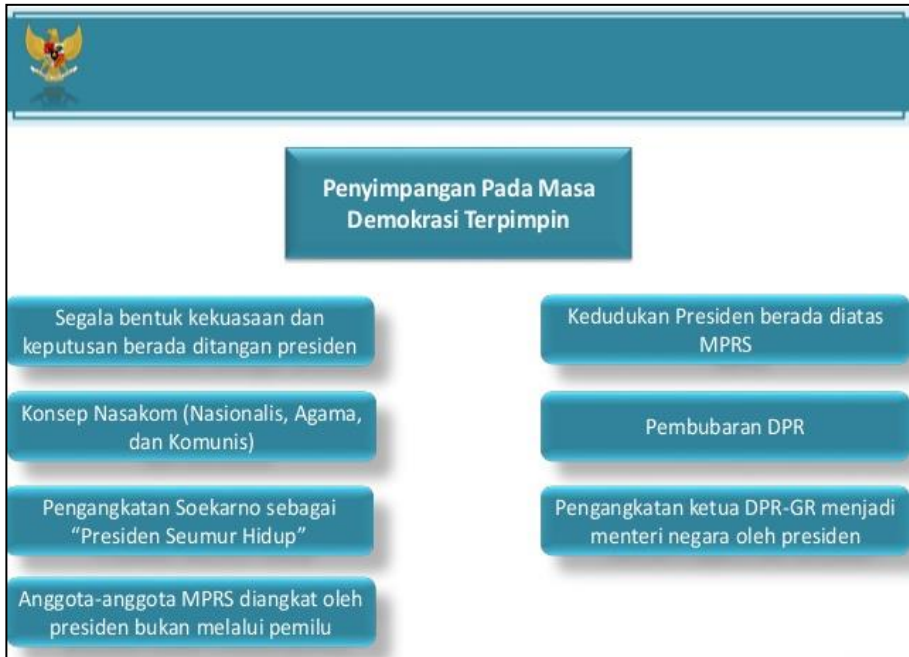 Penyimpangan Pada Masa
Demokrasi Terpimpin
Segala bentuk kekuasaan dan
keputusan berada ditangan presiden
Konsep Nasakom (Nasionalis, Agama,
dan Komunis)
Pengangkatan Soekarno sebagai
“Presiden Seumur Hidup”
Anggota-anggota MPRS diangkat oleh
presiden bukan melalui pemilu
Kedudukan Presiden berada diatas
MPRS
Pembubaran DPR
Pengangkatan ketua DPR-GR menjadi
menteri negara oleh presiden